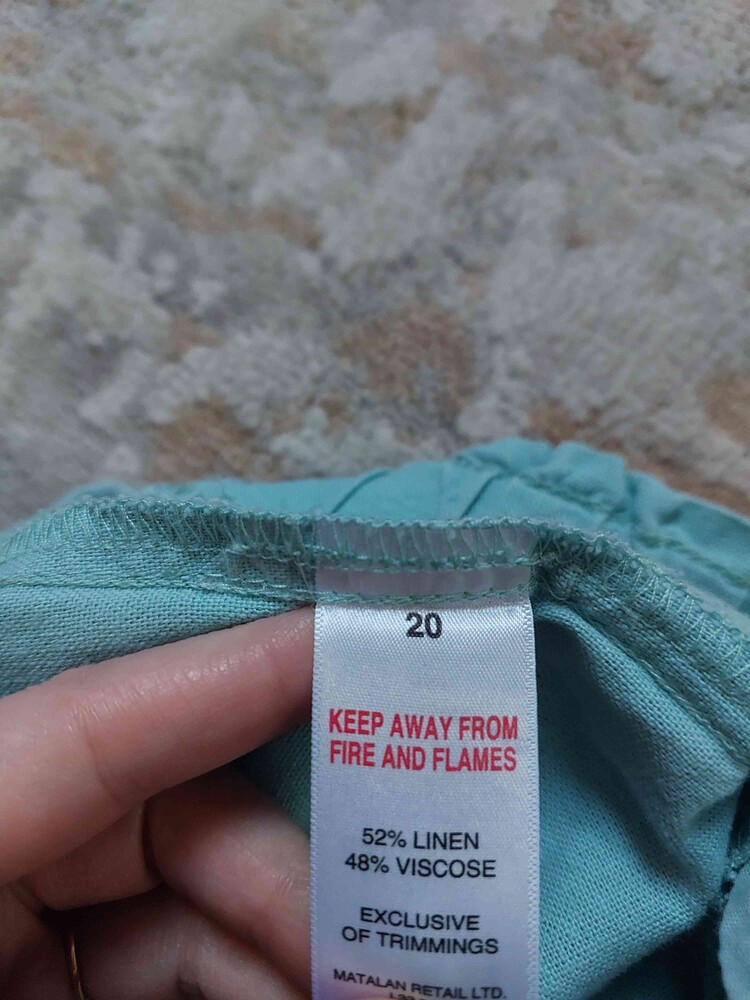 20
KEEP AWAY FROM
FIRE AND FLAMES
52% LINEN
48% VISCOSE
EXCLUSIVE
OF TRIMMINGS
MATALAN RETAIL LTD.